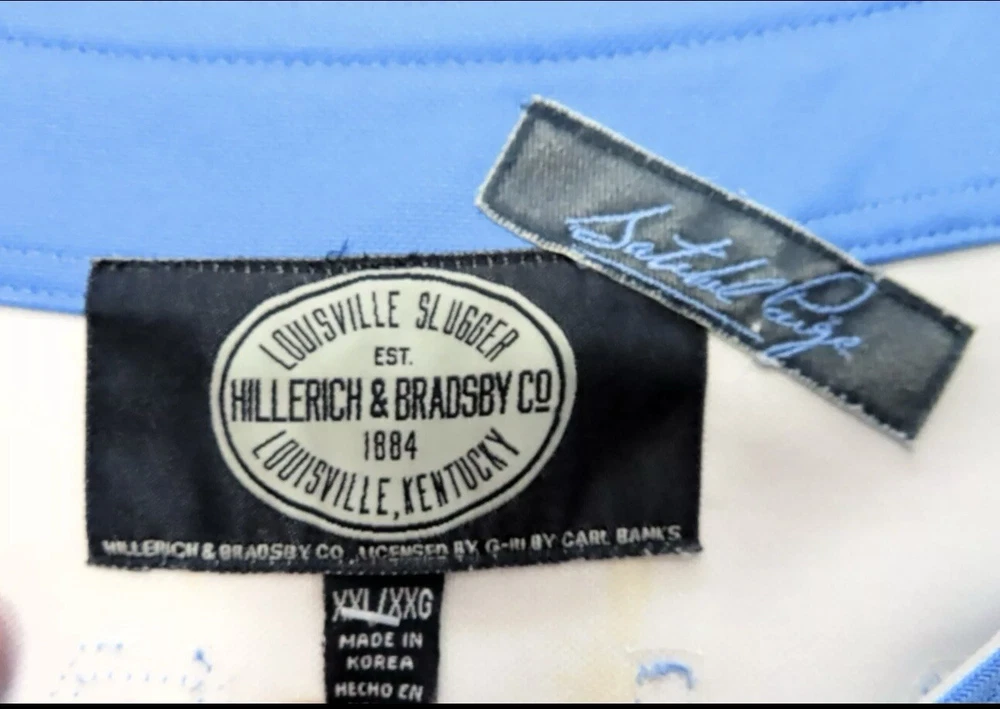 Satchel Paige
LOUISVILLE SLUGGER
EST.
HILLERICH & BRADSBY CO
1884
LOUISVILLE, KENTUCKY
HILLERICH & BRADSBY CO. LICENSED BY G-III BY CARL BANKS
XXL/XXG
MADE IN
KOREA
HECHO EN